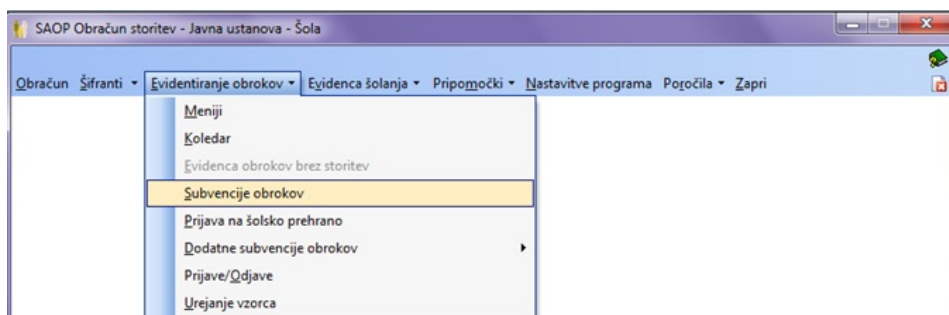 SAOP Obračun storitev - Javna ustanova - Šola
Obračun Šifranti Evidentiranje obrokov Evidenca šolanja Pripomočki Nastavitve programa Poročila Zapri
Meniji
Koledar
Evidenca obrokov brez storitev
Subvencije obrokov
Prijava na šolsko prehrano
Dodatne subvencije obrokov
Prijave/Odjave
Urejanje vzorca